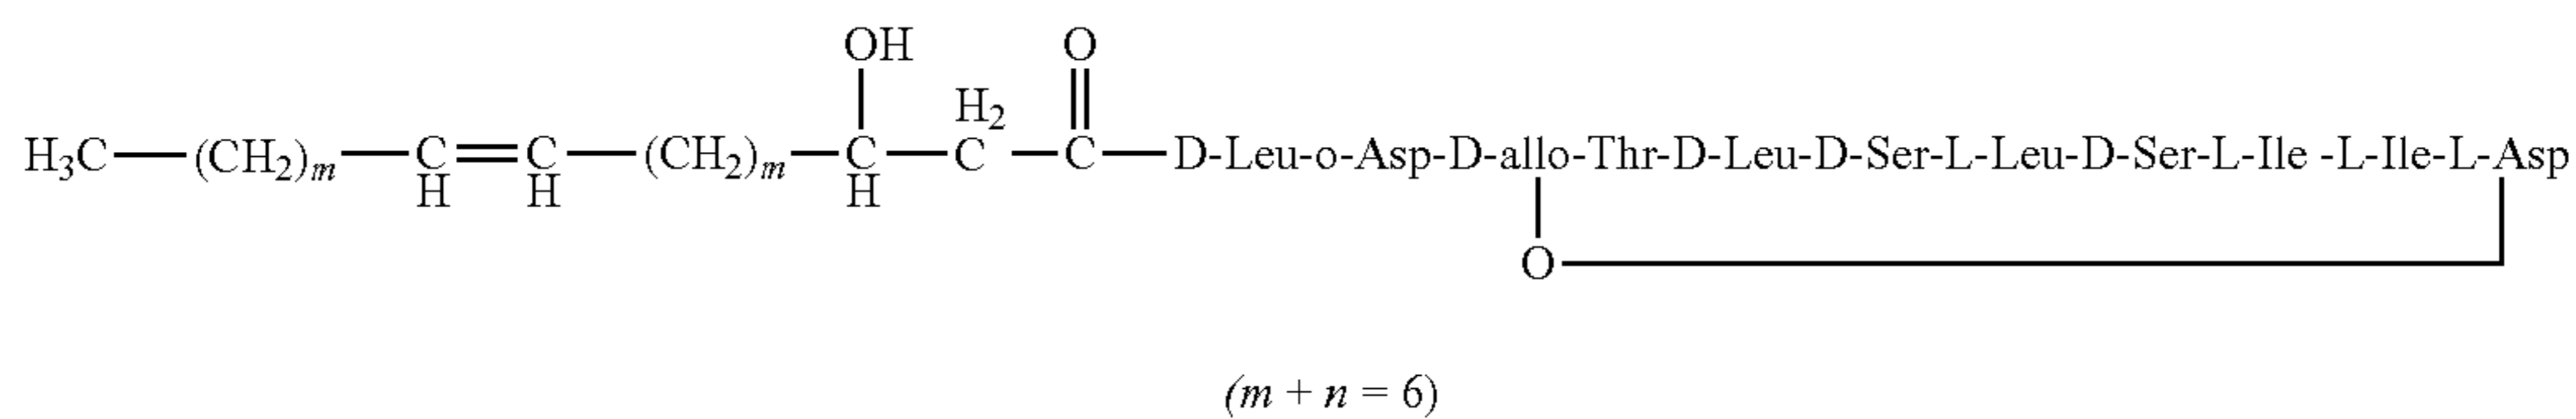 OH O
H₂
H₃C—(CH₂)ₘ—C=C—(CH₂)ₘ—C—C—C—D-Leu-o-Asp-D-allo-Thr-D-Leu-D-Ser-L-Leu-D-Ser-L-Ile -L-Ile-L-Asp
H H H
O
(m + n = 6)